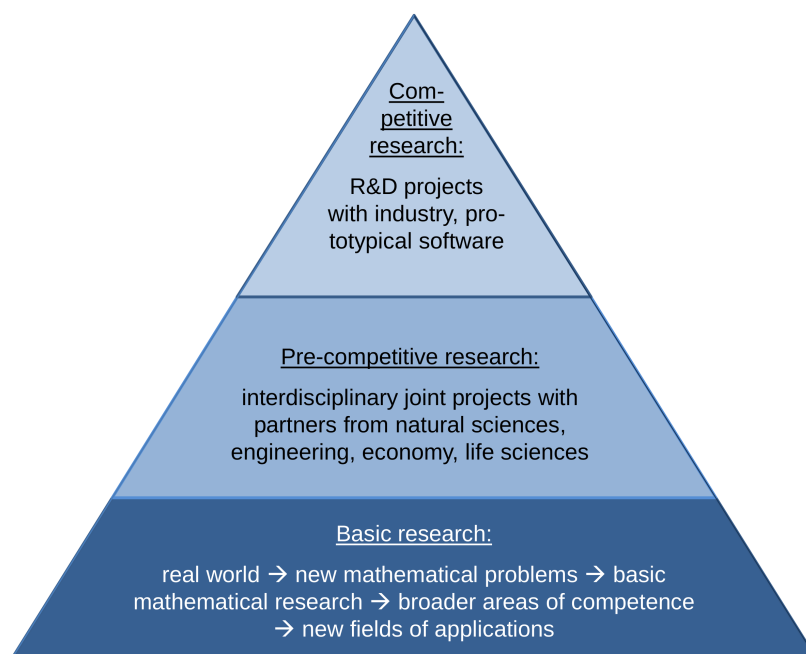 Com-
petitive
research:
R&D projects
with industry, pro-
totypical software
Pre-competitive research:
interdisciplinary joint projects with
partners from natural sciences,
engineering, economy, life sciences
Basic research:
real world → new mathematical problems → basic
mathematical research → broader areas of competence
→ new fields of applications